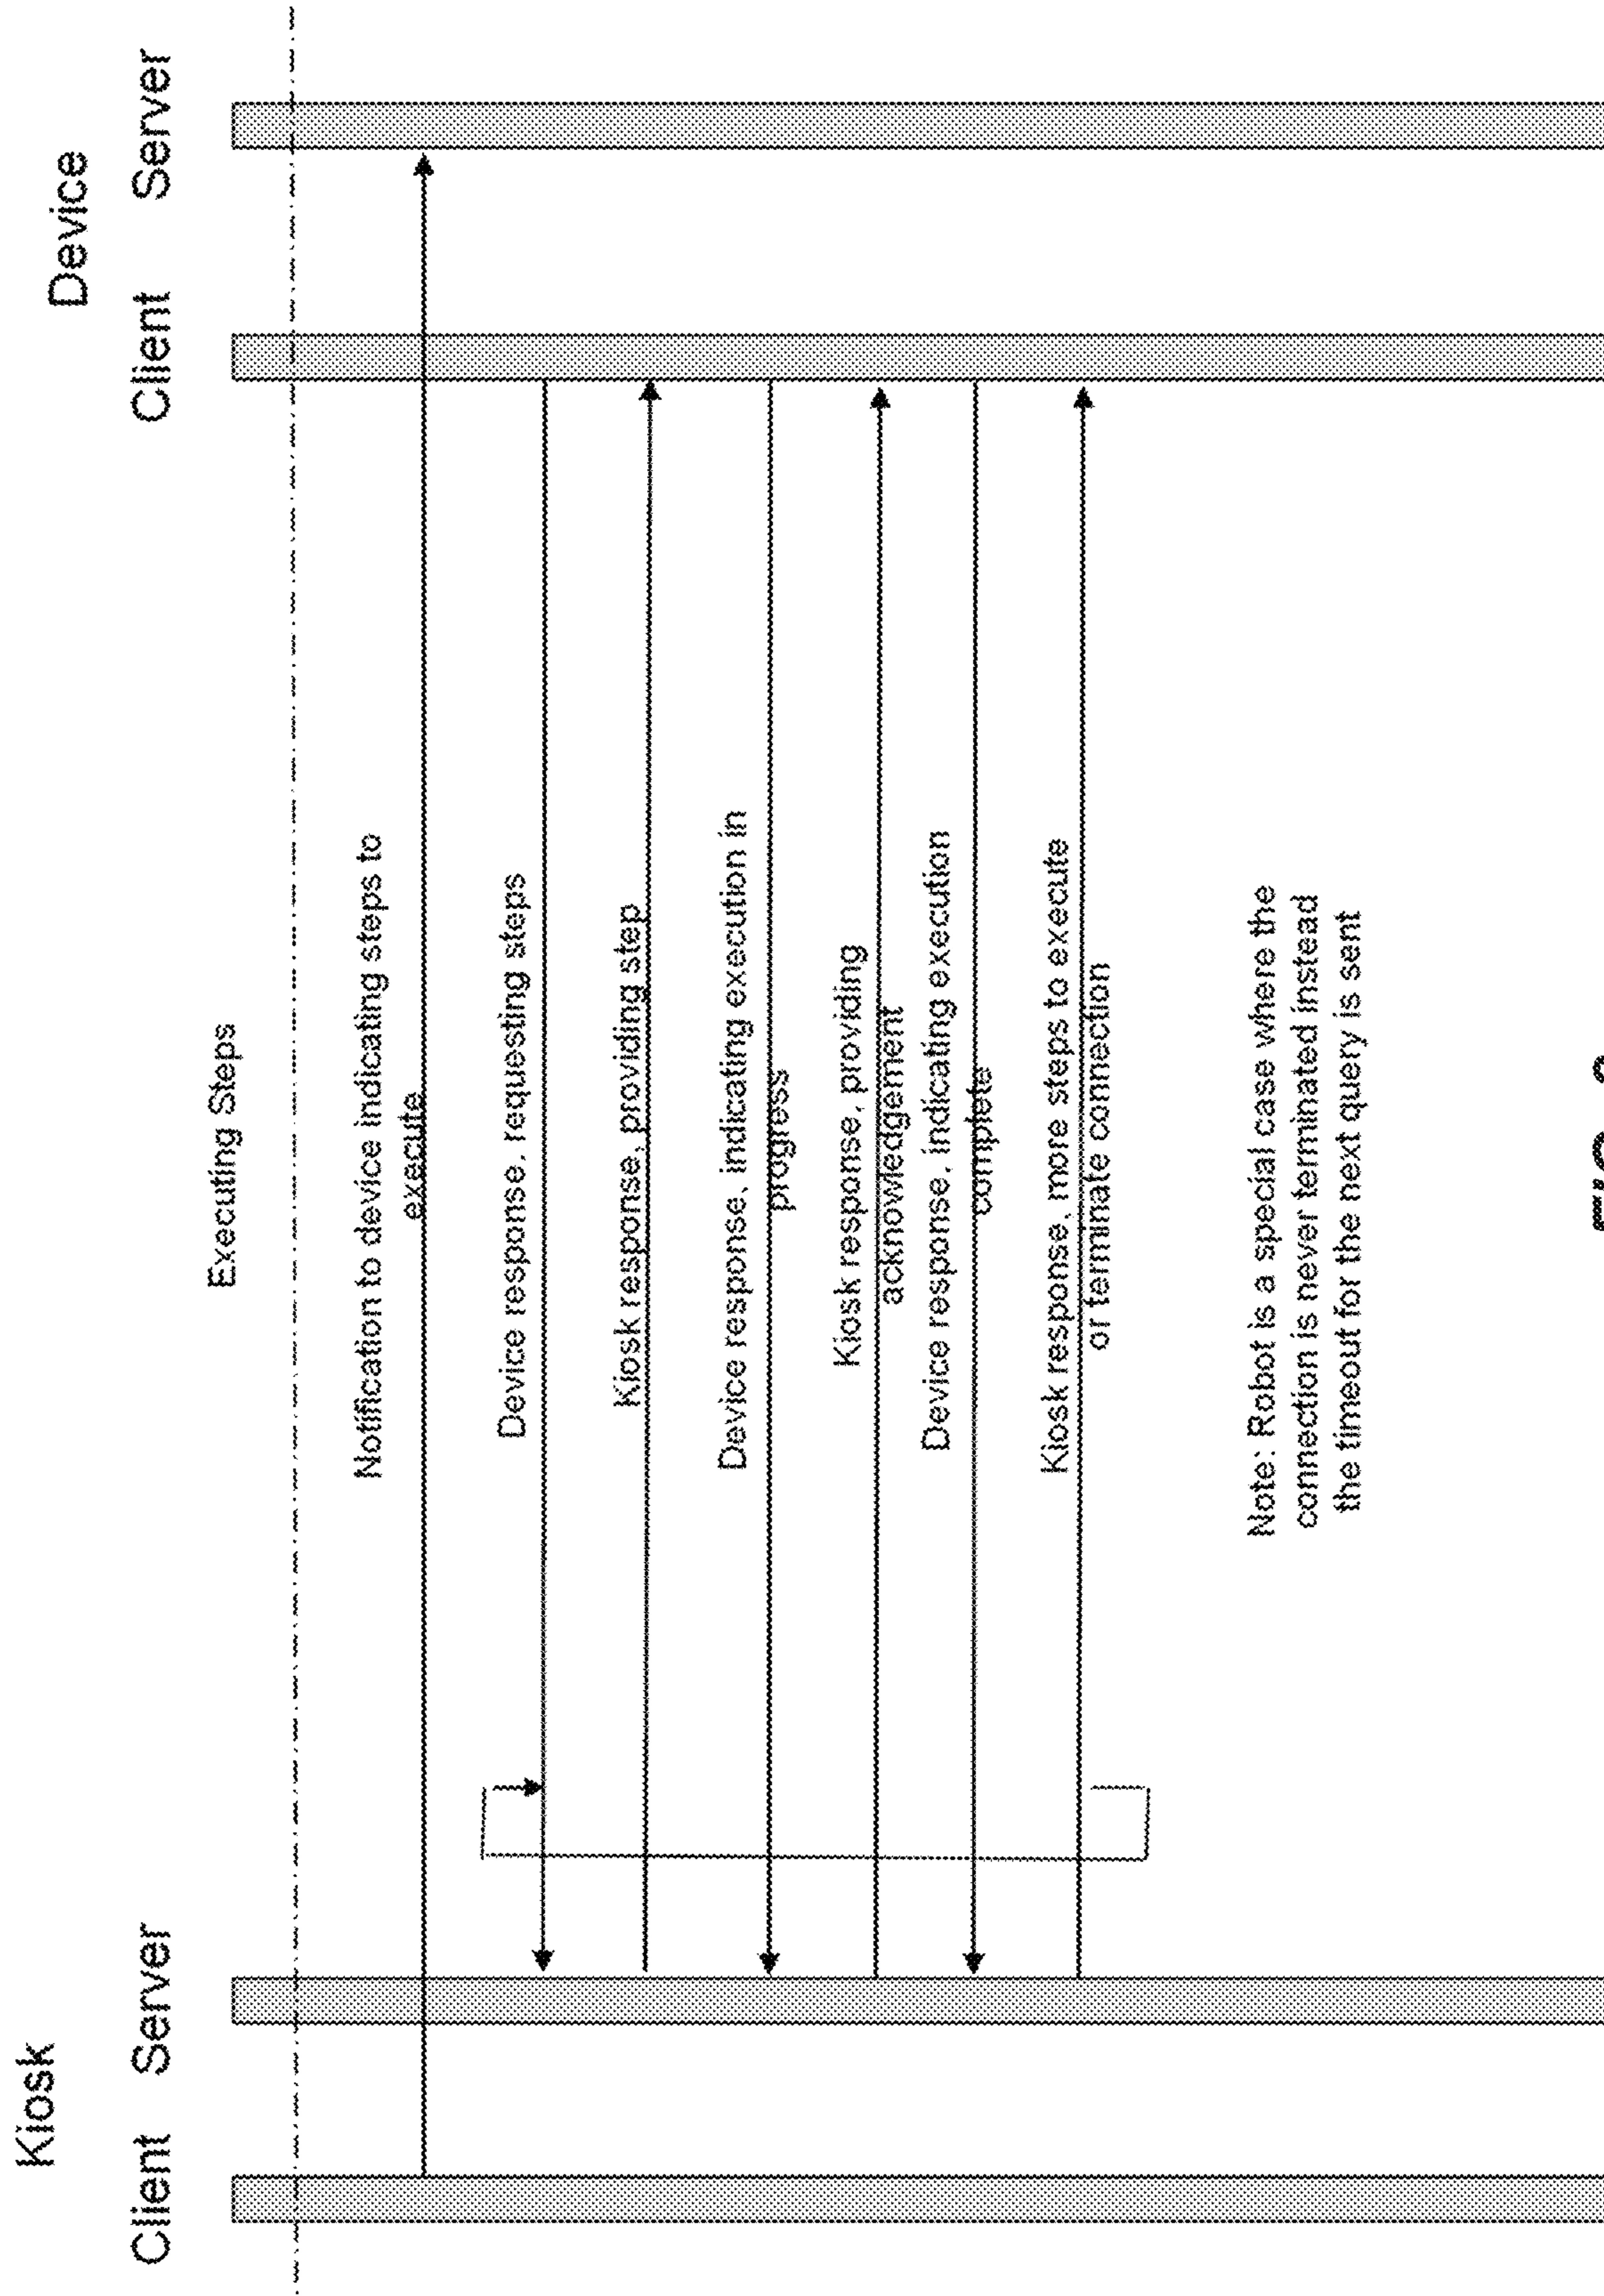 Kiosk
Device
Client
Server
Client
Server
Executing Steps
Notification to device indicating steps to
execute
Device response, requesting steps
Kiosk response, providing step
Device response, indicating execution in
progress
Kiosk response, providing
acknowledgement
Device response, indicating execution
complete
Kiosk response, more steps to execute
or terminate connection
Note: Robot is a special case where the
connection is never terminated instead
the timeout for the next query is sent